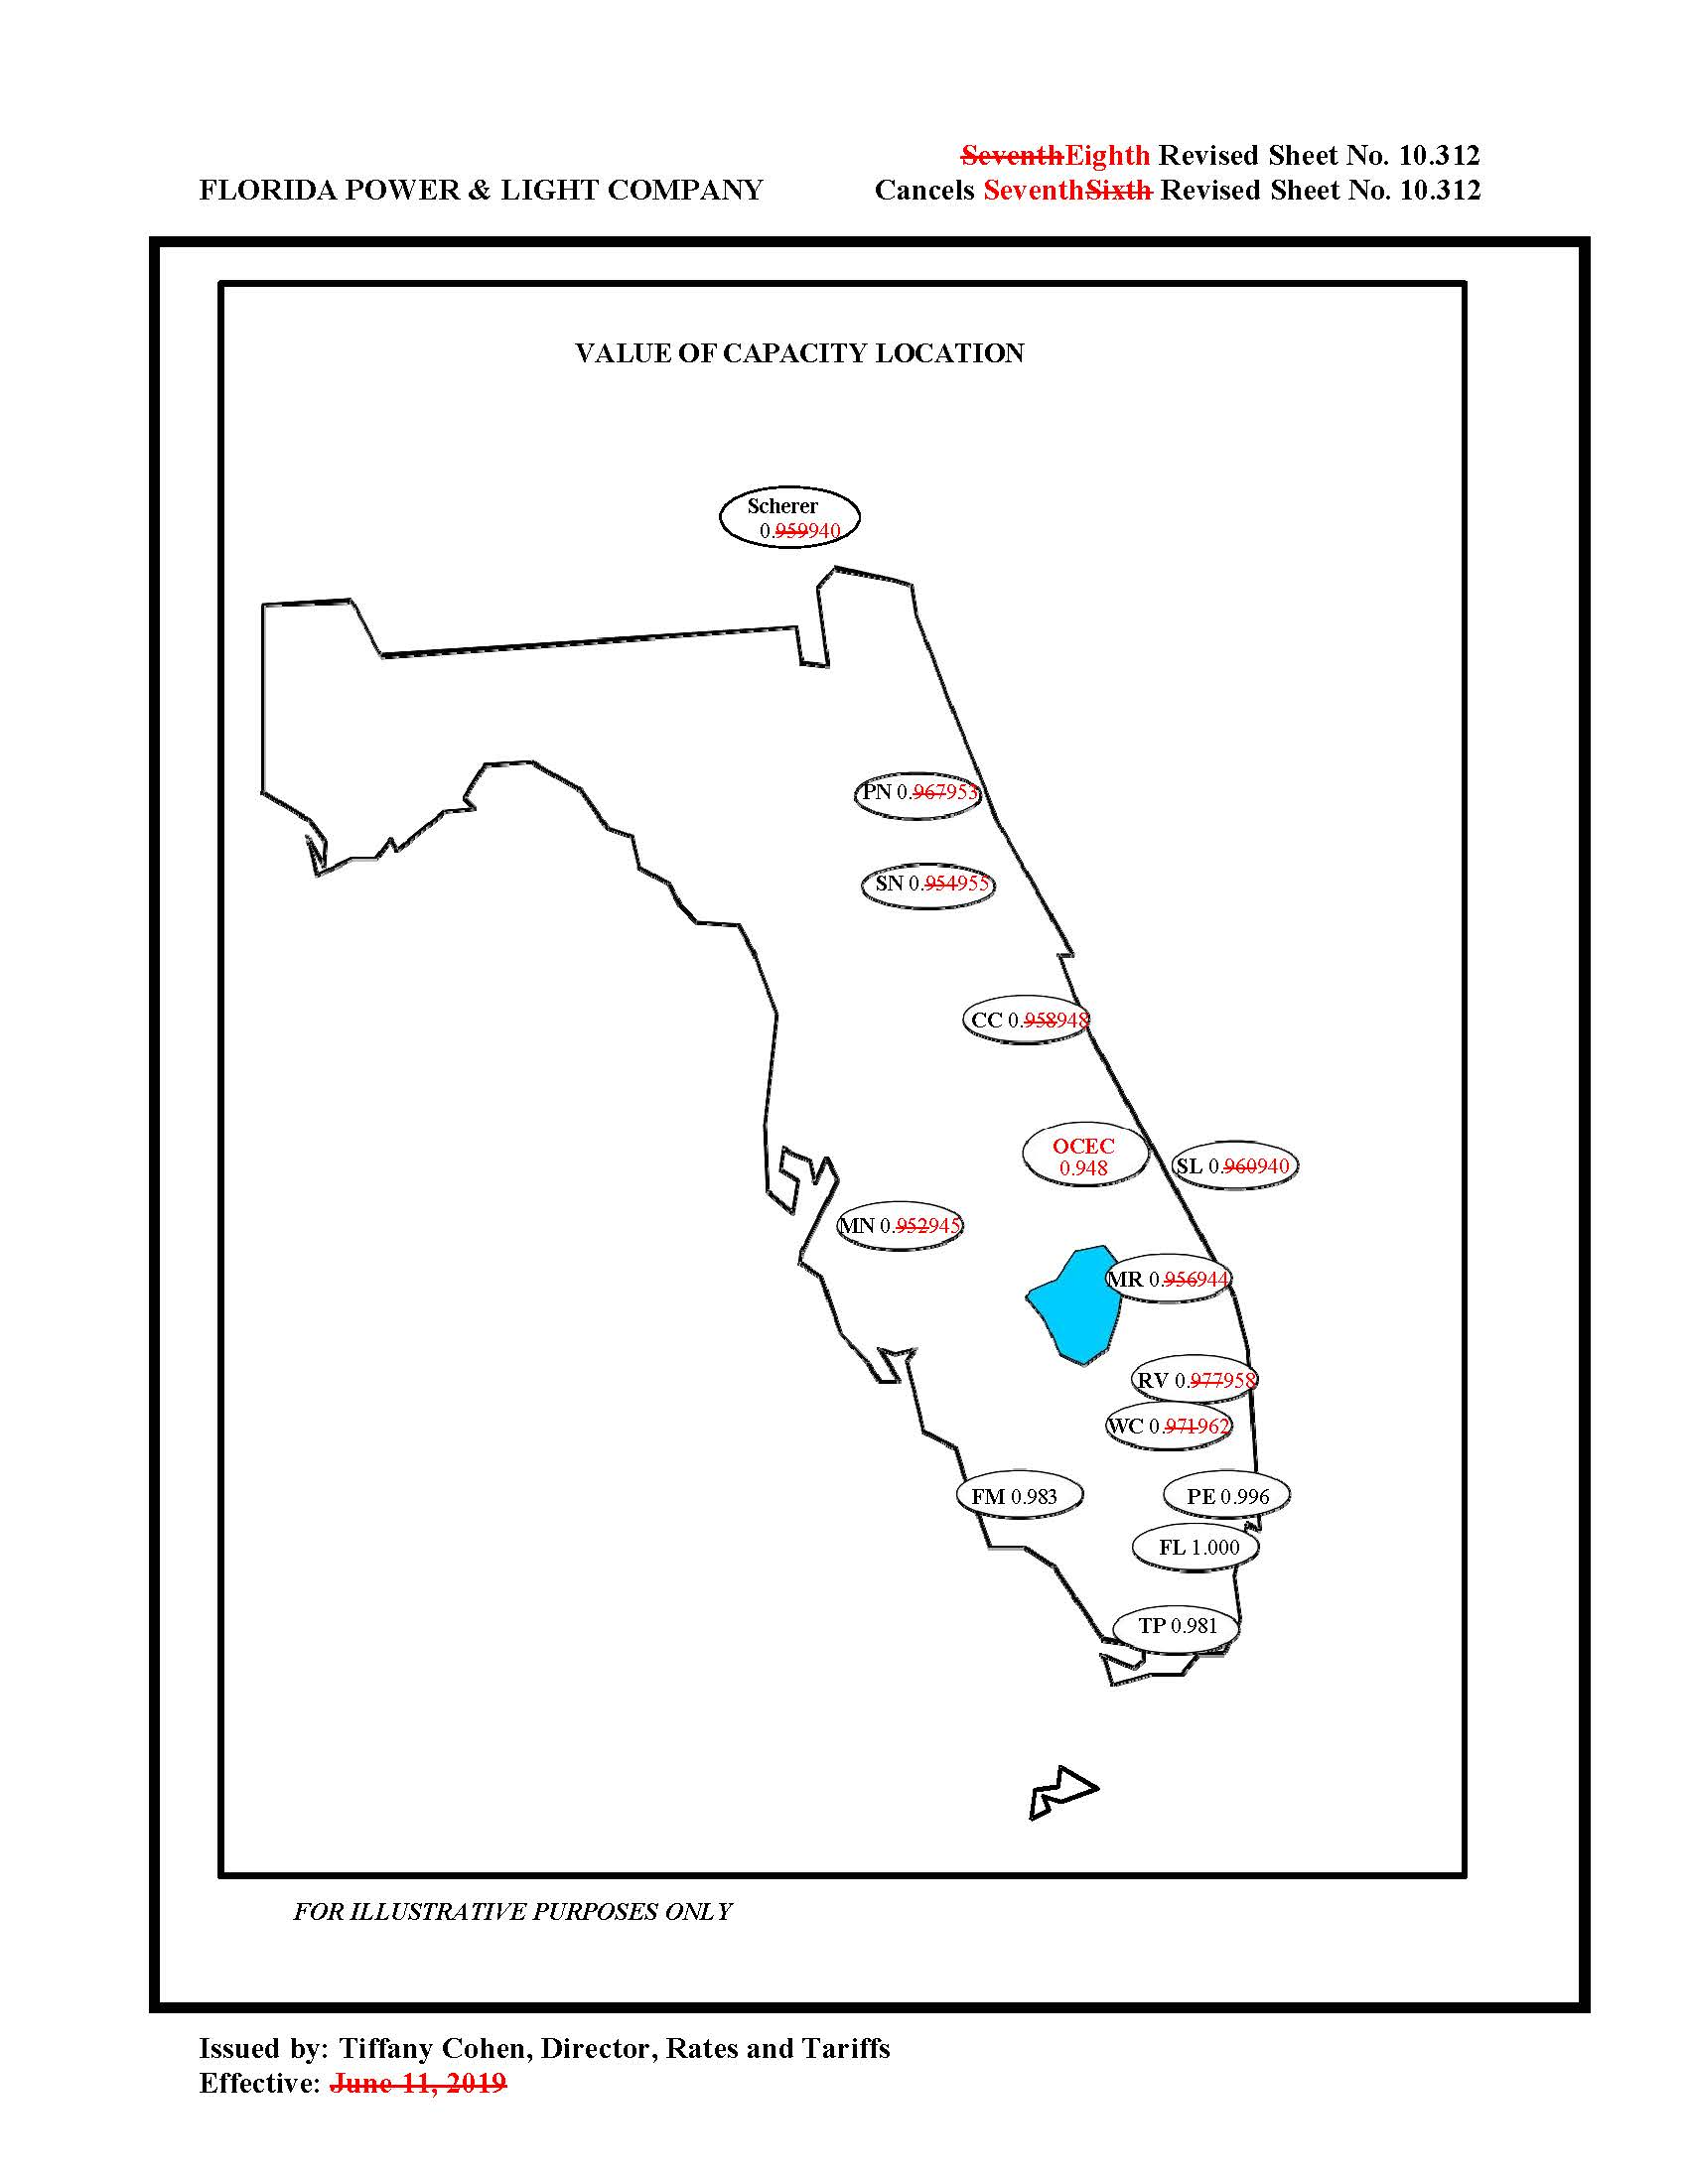 SeventhEighth Revised Sheet No. 10.312
FLORIDA POWER & LIGHT COMPANY Cancels SeventhSixth Revised Sheet No. 10.312
VALUE OF CAPACITY LOCATION
Scherer
0.959940
PN 0.967953
SN 0.954955
CC 0.958948
OCEC
0.948
SL 0.960940
MN 0.952945
MR 0.956944
RV 0.977958
WC 0.971962
FM 0.983
PE 0.996
FL 1.000
TP 0.981
FOR ILLUSTRATIVE PURPOSES ONLY
Issued by: Tiffany Cohen, Director, Rates and Tariffs
Effective: June 11, 2019